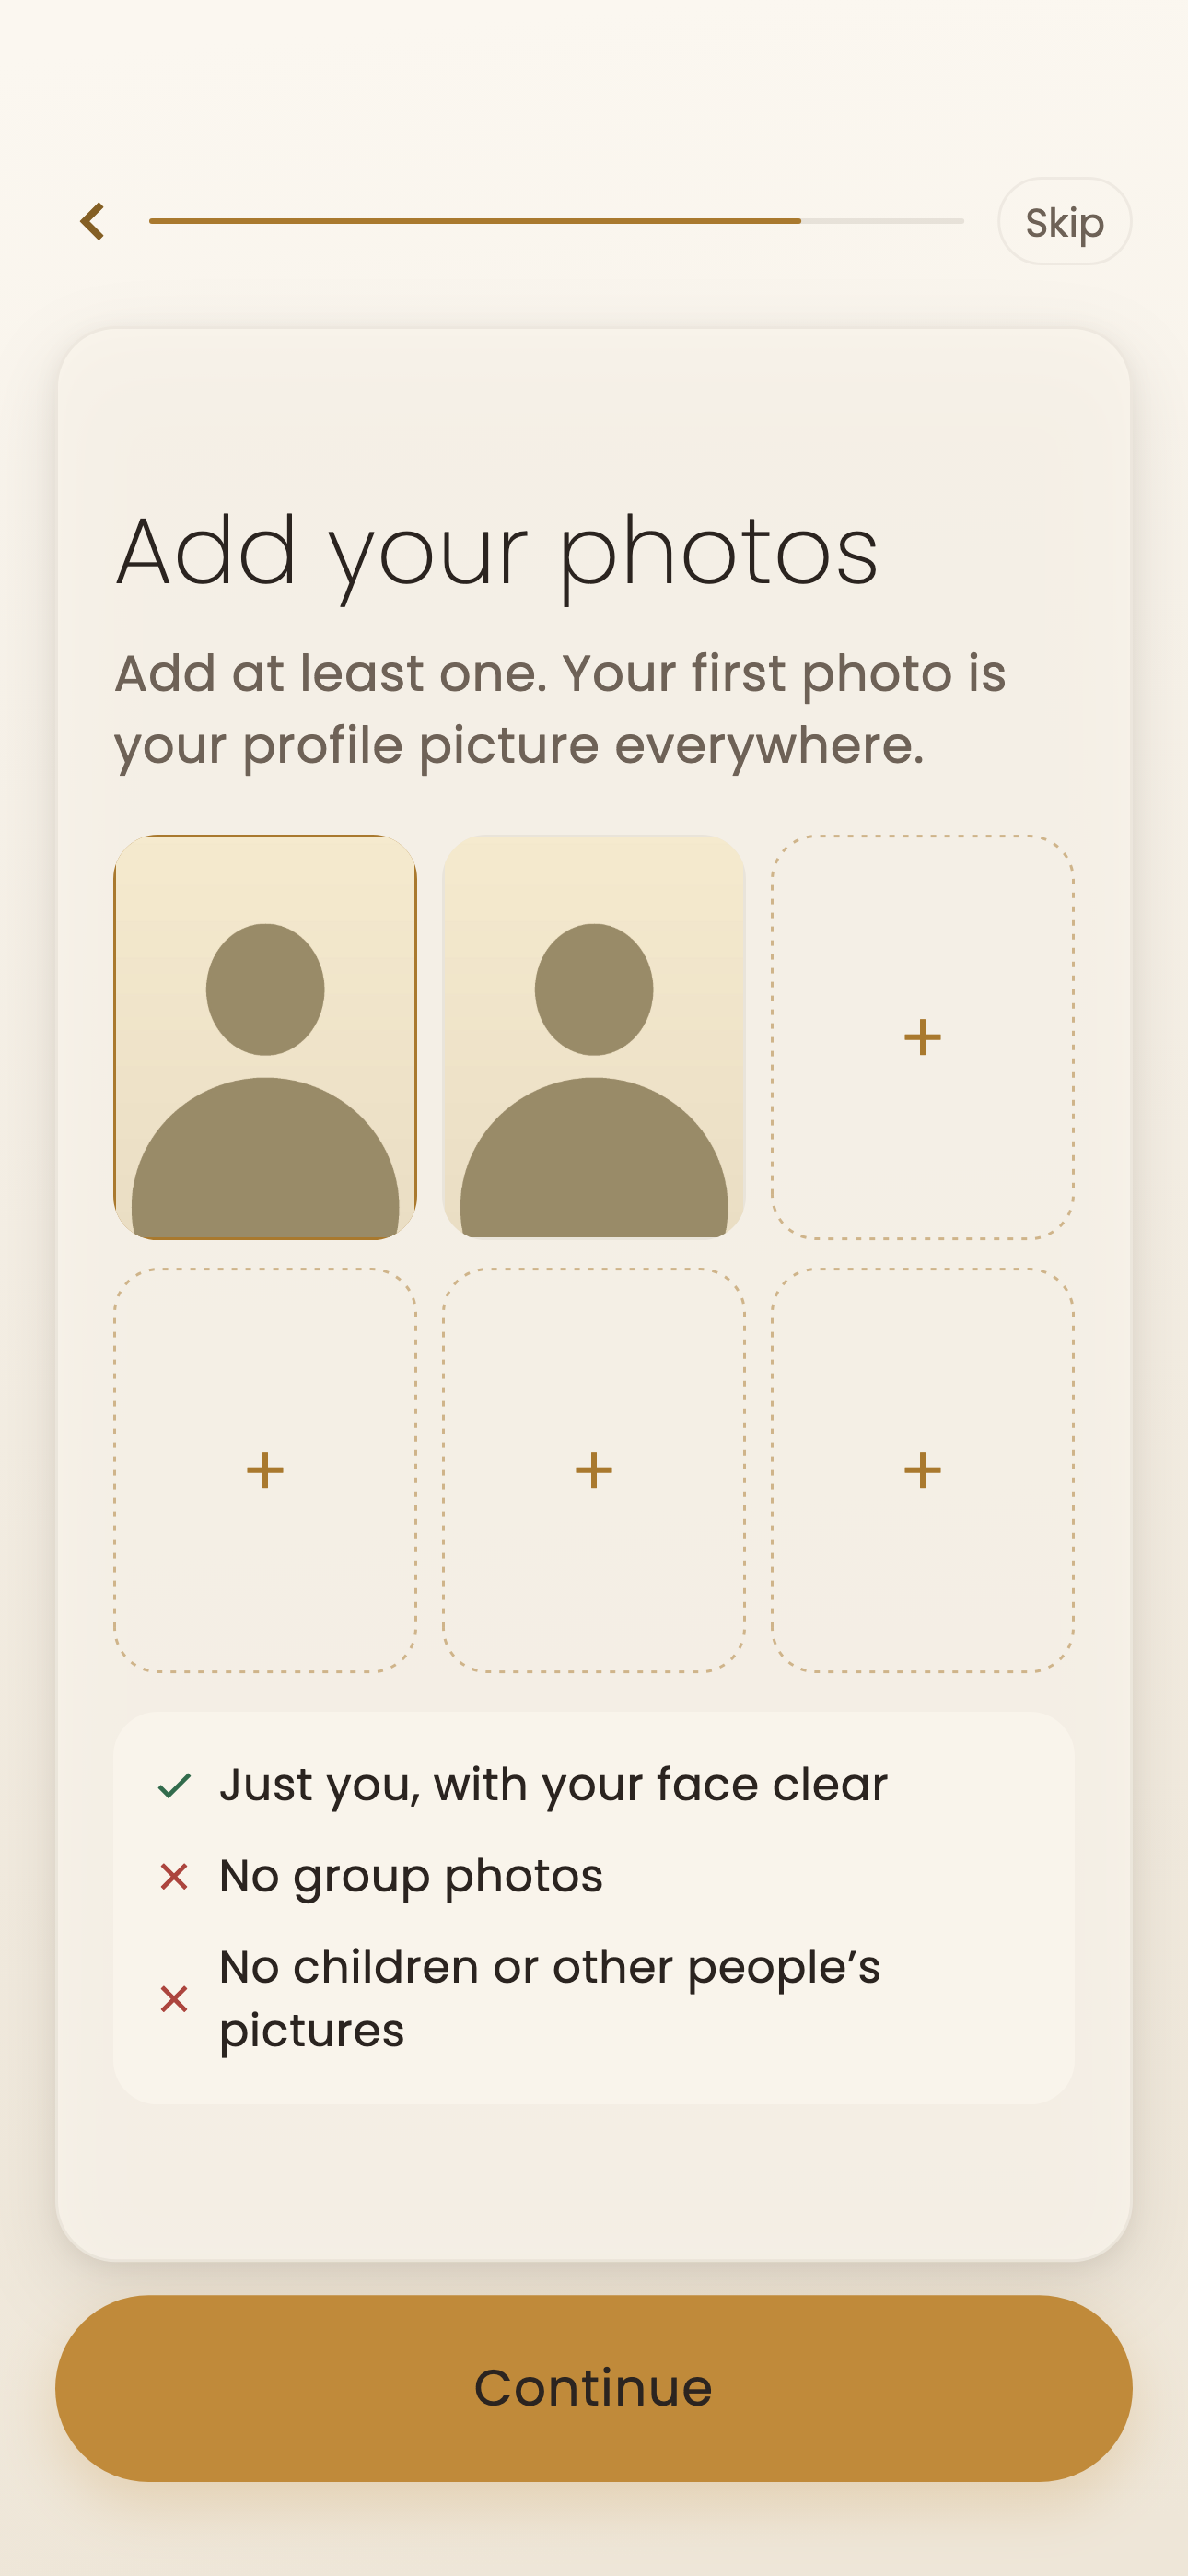 Skip
Add your photos
Add at least one. Your first photo is
your profile picture everywhere.
Just you, with your face clear
No group photos
No children or other people’s
pictures
Continue